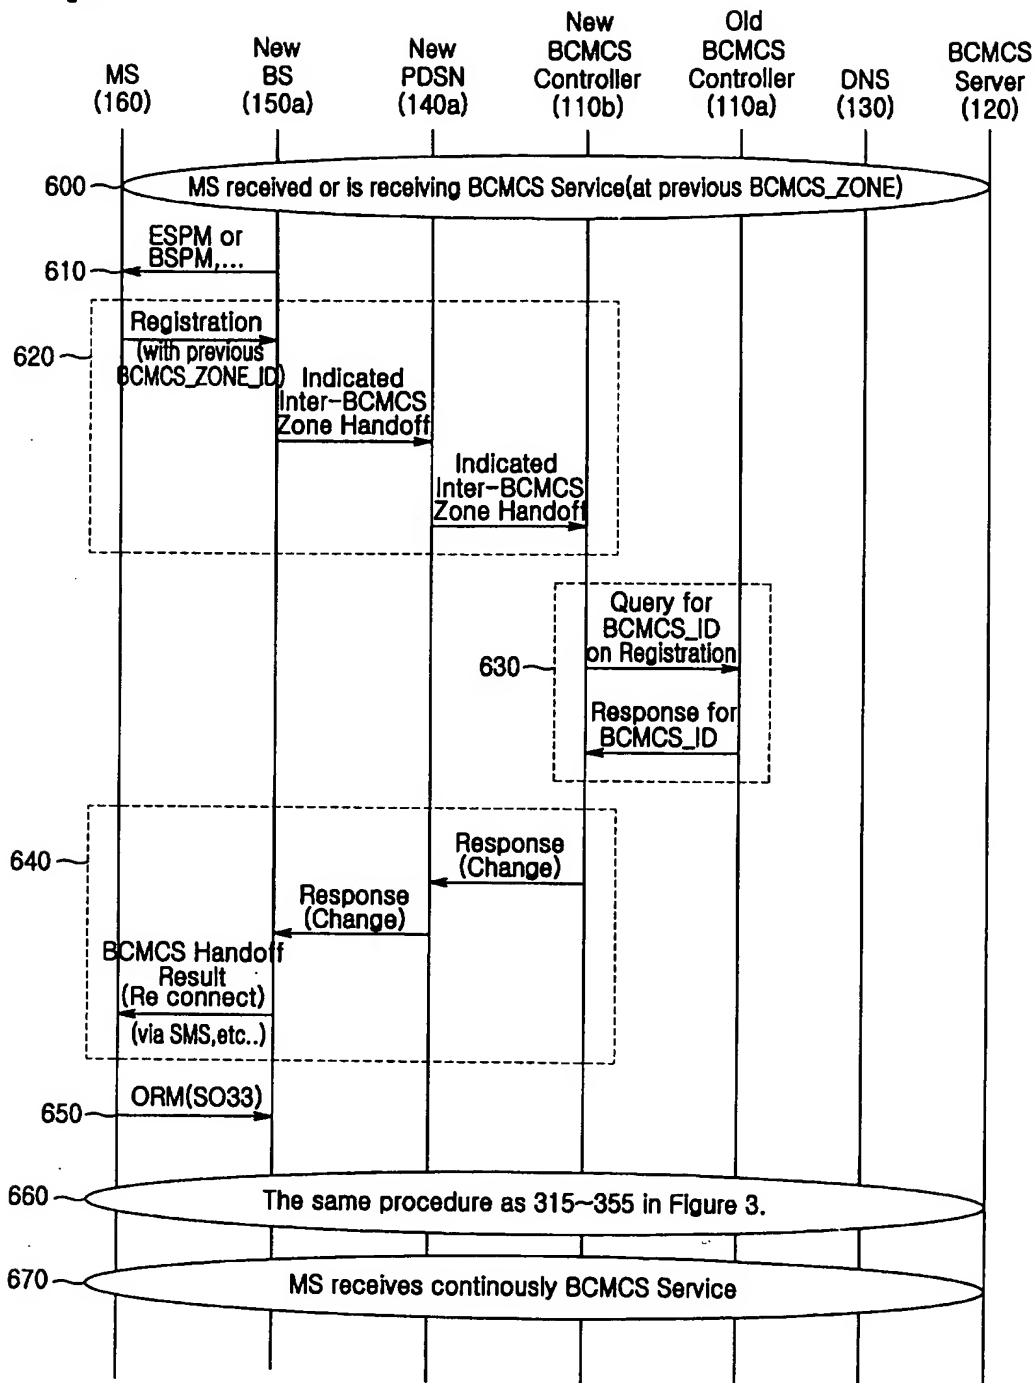 MS
(160)
New
BS
(150a)
New
PDSN
(140a)
New
BCMCS
Controller
(110b)
Old
BCMCS
Controller
(110a)
DNS
(130)
BCMCS
Server
(120)
600
MS received or is receiving BCMCS Service(at previous BCMCS_ZONE)
610
ESPM or
BSPM,...
620
Registration
(with previous
BCMCS_ZONE_ID)
Indicated
Inter-BCMCS
Zone Handoff
Indicated
Inter-BCMCS
Zone Handoff
630
Query for
BCMCS_ID
on Registration
Response for
BCMCS_ID
640
Response
(Change)
Response
(Change)
BCMCS Handoff
Result
(Re connect)
(via SMS,etc..)
650
ORM(SO33)
660
The same procedure as 315~355 in Figure 3.
670
MS receives continously BCMCS Service